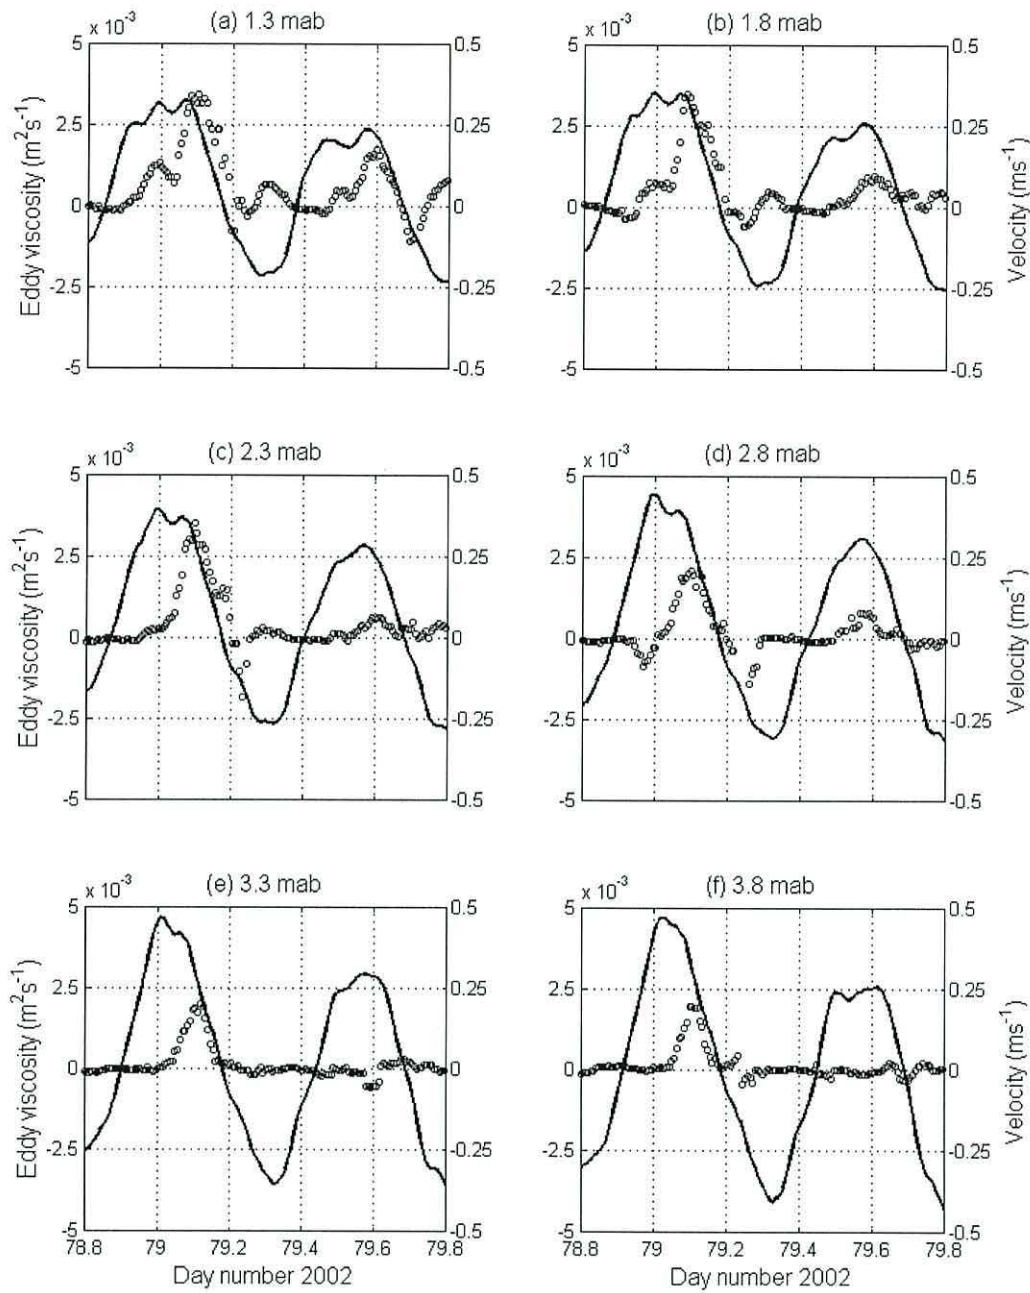 (a) 1.3 mab
x 10⁻³
5
2.5
0
-2.5
-5
Eddy viscosity (m²s⁻¹)
0.5
0.25
0
-0.25
-0.5
(b) 1.8 mab
x 10⁻³
5
2.5
0
-2.5
-5
0.5
0.25
0
-0.25
-0.5
Velocity (ms⁻¹)
(c) 2.3 mab
x 10⁻³
5
2.5
0
-2.5
-5
Eddy viscosity (m²s⁻¹)
0.5
0.25
0
-0.25
-0.5
(d) 2.8 mab
x 10⁻³
5
2.5
0
-2.5
-5
0.5
0.25
0
-0.25
-0.5
Velocity (ms⁻¹)
(e) 3.3 mab
x 10⁻³
5
2.5
0
-2.5
-5
Eddy viscosity (m²s⁻¹)
0.5
0.25
0
-0.25
-0.5
78.8 79 79.2 79.4 79.6 79.8
Day number 2002
(f) 3.8 mab
x 10⁻³
5
2.5
0
-2.5
-5
0.5
0.25
0
-0.25
-0.5
Velocity (ms⁻¹)
78.8 79 79.2 79.4 79.6 79.8
Day number 2002